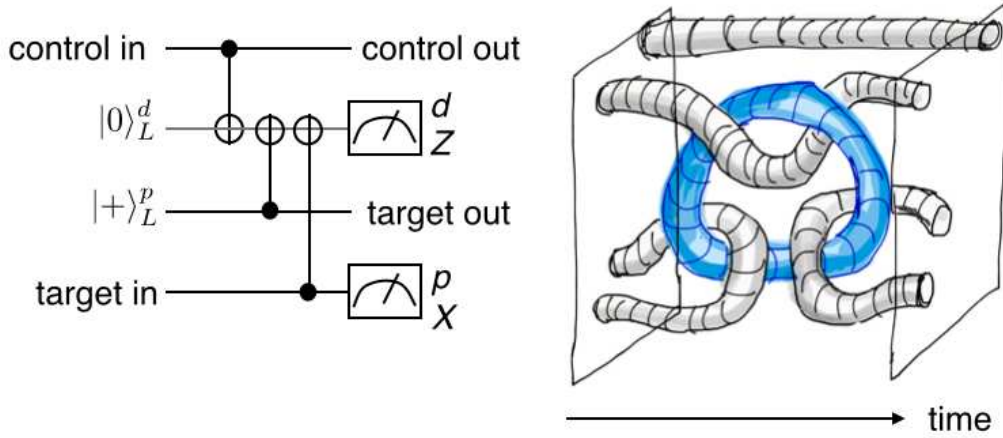 control in control out
|0⟩_L^d d
Z
|+⟩_L^p target out
target in p
X
time